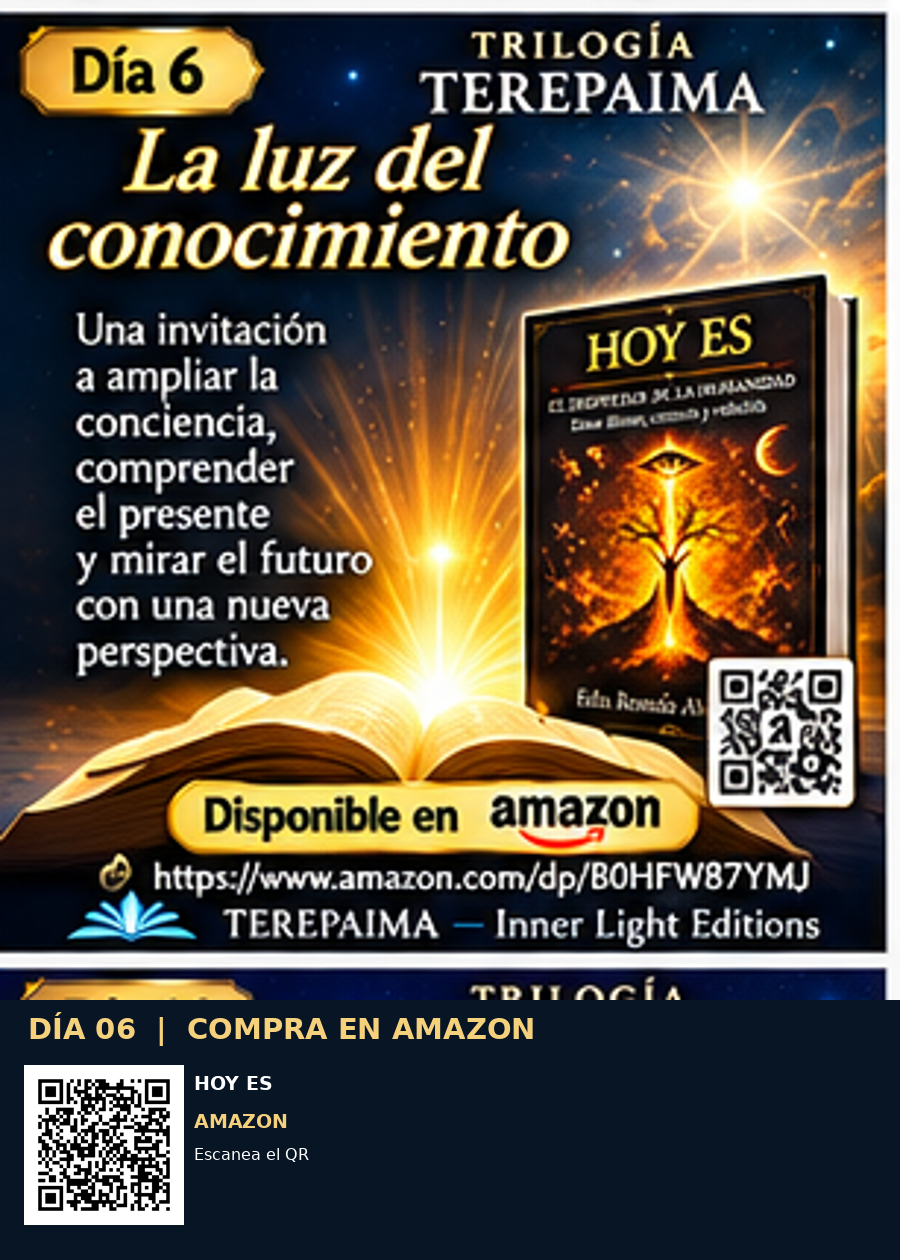 Día 6
TRILOGÍA
TEREPAIMA
La luz del
conocimiento
Una invitación
a ampliar la
conciencia,
comprender
el presente
y mirar el futuro
con una nueva
perspectiva.
HOY ES
Disponible en amazon
https://www.amazon.com/dp/B0HFW87YMJ
TEREPAIMA — Inner Light Editions
TRILOGÍA
DÍA 06 | COMPRA EN AMAZON
HOY ES
AMAZON
Escanea el QR